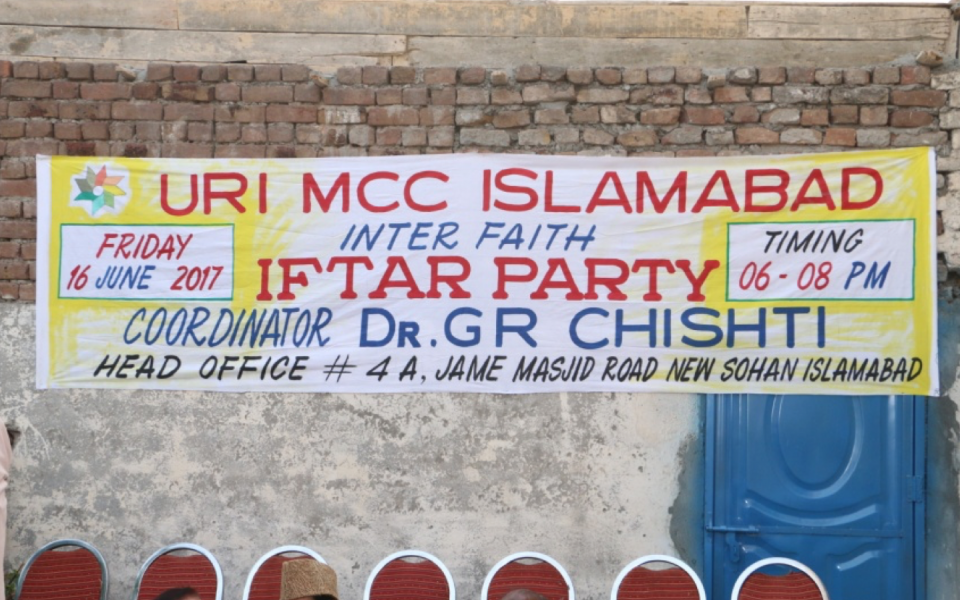 URI MCC ISLAMABAD
FRIDAY
16 JUNE 2017
INTER FAITH
IFTAR PARTY
TIMING
06 - 08 PM
COORDINATOR DR. GR CHISHTI
HEAD OFFICE # 4 A, JAME MASJID ROAD NEW SOHAN ISLAMABAD